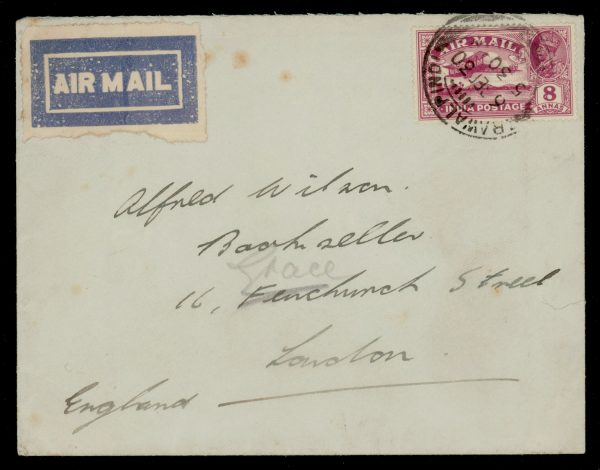 AIR MAIL
AIR MAIL
8
ANNAS
INDIA POSTAGE
Alfred Wilson.
Bookseller
Grace
16, Fenchurch Street
London.
England